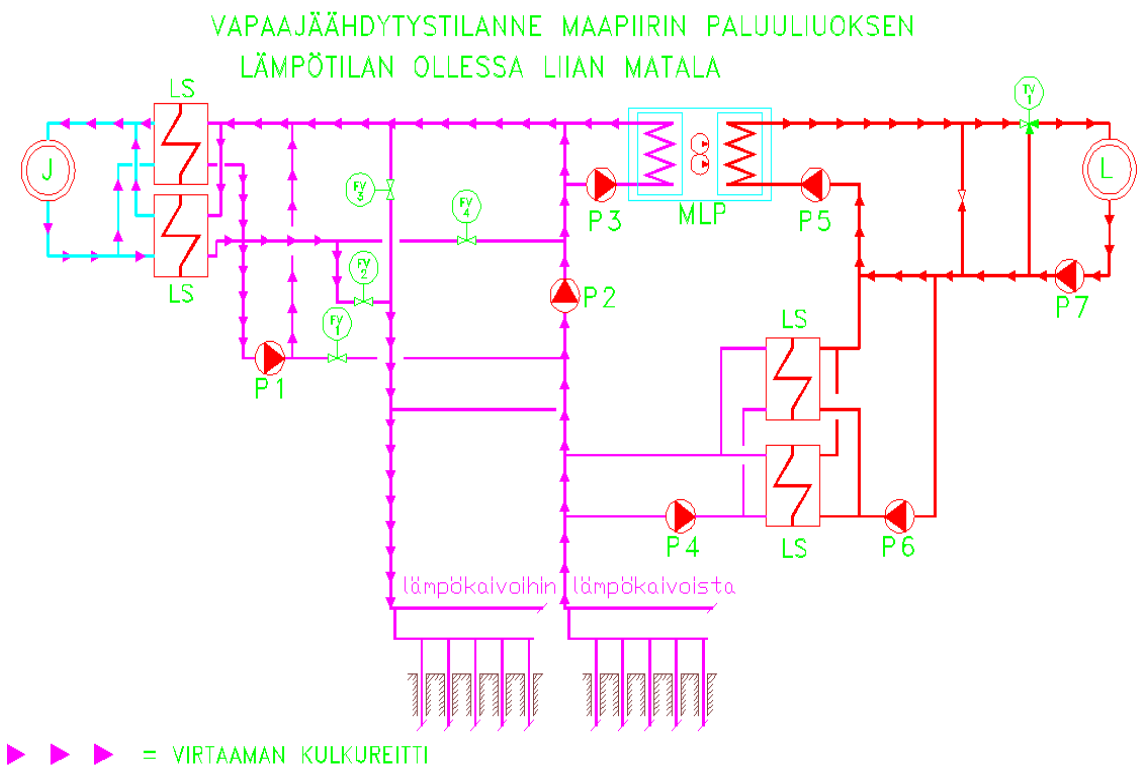 VAPAAJÄÄHDYTYSTILANNE MAAPIIRIN PALUULIUOKSEN
LÄMPÖTILAN OLLESSA LIIAN MATALA
LS
TV 1
J
L
FV 3
P3
MLP
P5
FV 4
LS
FV 2
P2
P7
FV 1
LS
P1
P4
P6
LS
lämpökaivoihin
lämpökaivoista
= VIRTAAMAN KULKUREITTI